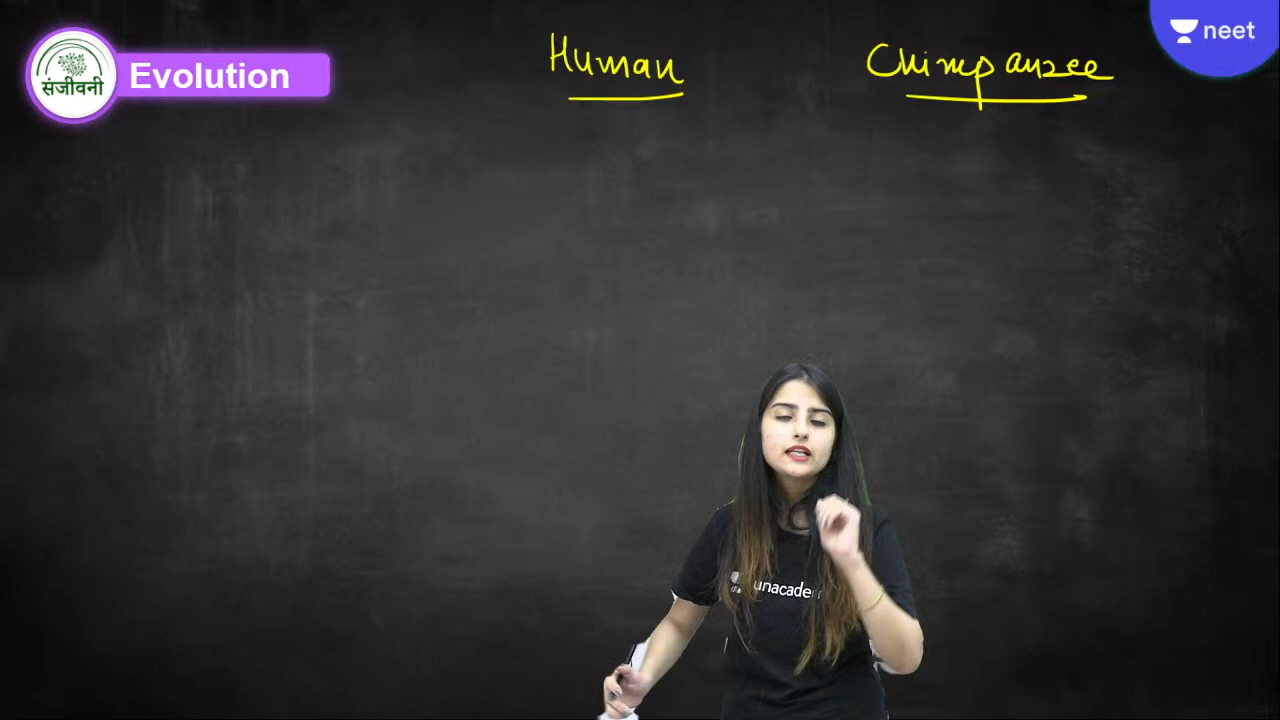 Human Chimpanzee
neet
संजीवनी
Evolution
unacadem